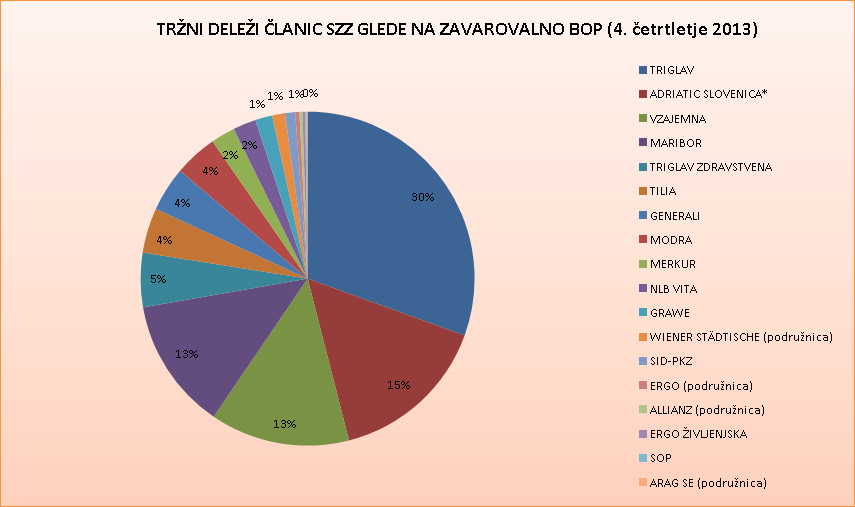 TRŽNI DELEŽI ČLANIC SZZ GLEDE NA ZAVAROVALNO BOP (4. četrtletje 2013)
30%
15%
13%
13%
5%
4%
4%
4%
2%
2%
1%
1%
1%
0%
TRIGLAV
ADRIATIC SLOVENICA*
VZAJEMNA
MARIBOR
TRIGLAV ZDRAVSTVENA
TILIA
GENERALI
MODRA
MERKUR
NLB VITA
GRAWE
WIENER STÄDTISCHE (podružnica)
SID-PKZ
ERGO (podružnica)
ALLIANZ (podružnica)
ERGO ŽIVLJENJSKA
SOP
ARAG SE (podružnica)